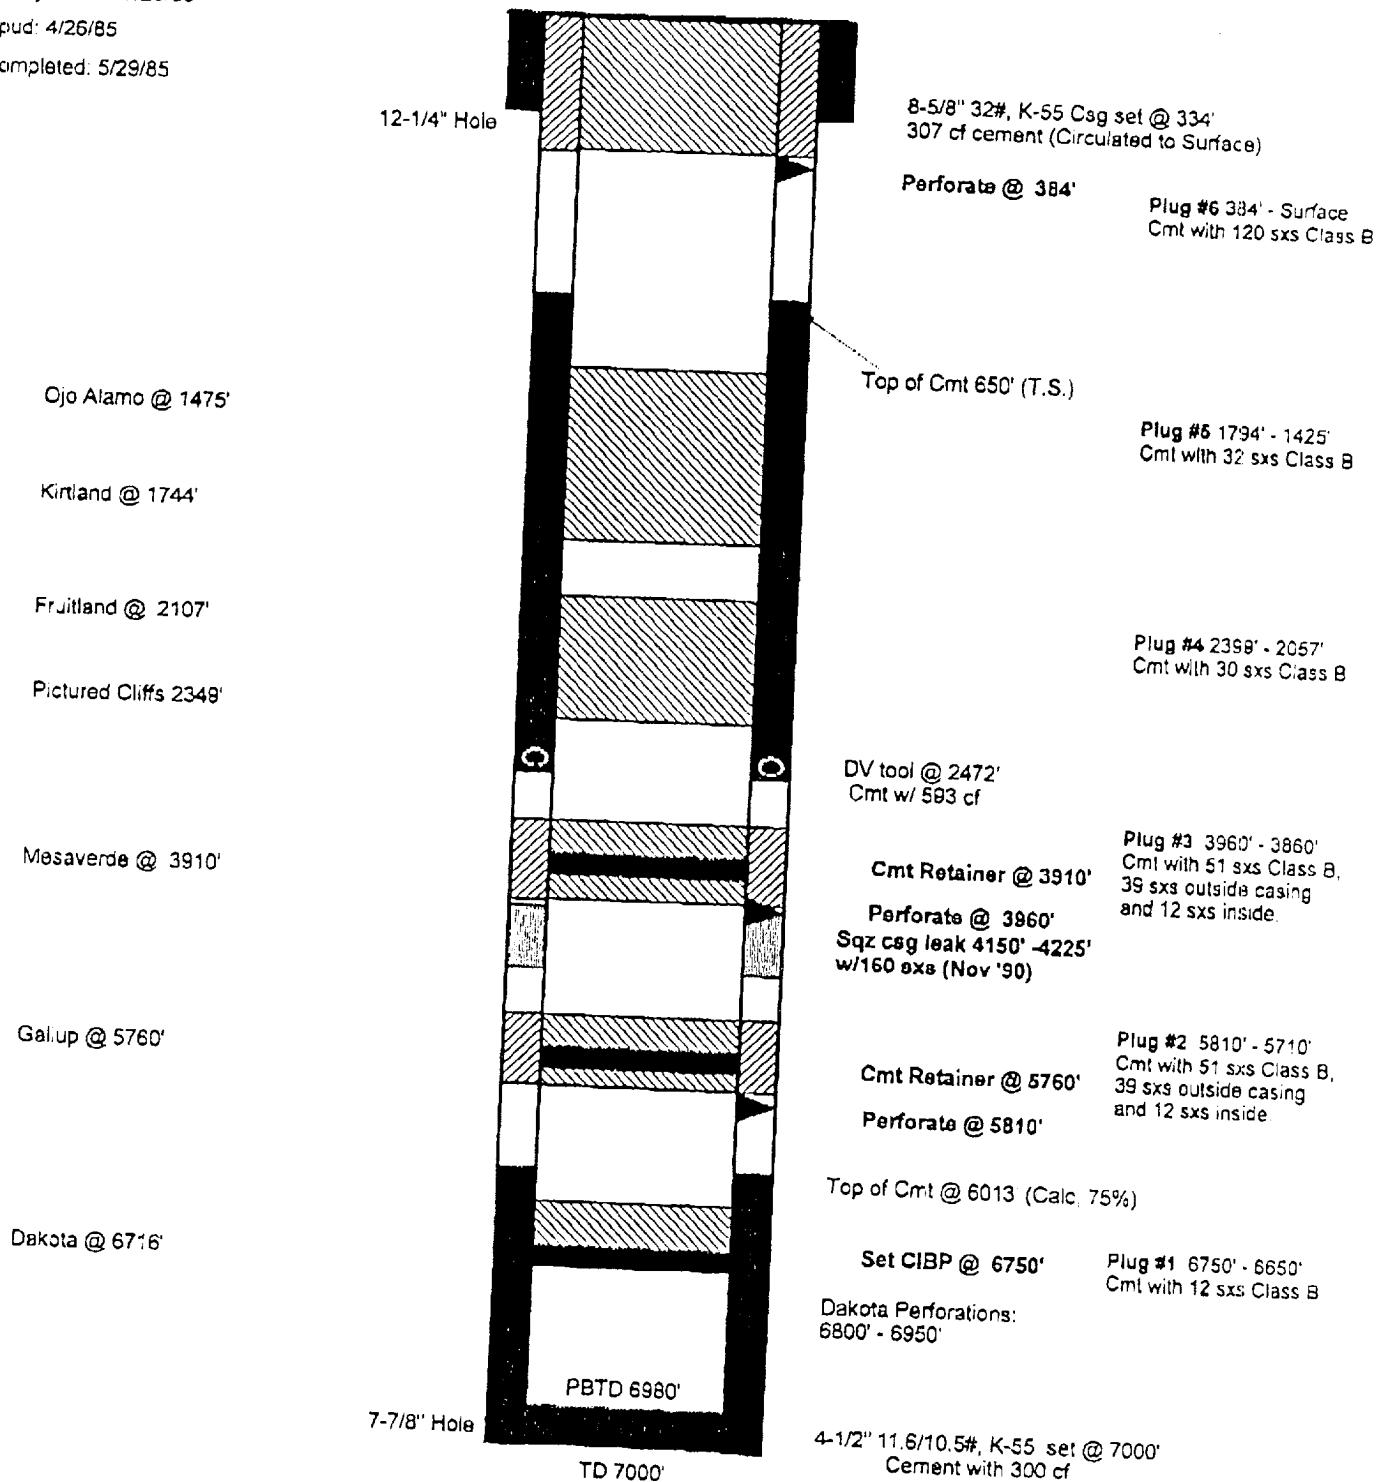 Spud: 4/26/85
Completed: 5/29/85
12-1/4" Hole
8-5/8" 32#, K-55 Csg set @ 334'
307 cf cement (Circulated to Surface)
Perforate @ 384'
Plug #6 384' - Surface
Cmt with 120 sxs Class B
Top of Cmt 650' (T.S.)
Ojo Alamo @ 1475'
Plug #5 1794' - 1425'
Cmt with 32 sxs Class B
Kirtland @ 1744'
Fruitland @ 2107'
Plug #4 2398' - 2057'
Cmt with 30 sxs Class B
Pictured Cliffs 2348'
C C
DV tool @ 2472'
Cmt w/ 593 cf
Mesaverde @ 3910'
Cmt Retainer @ 3910'
Plug #3 3960' - 3860'
Cmt with 51 sxs Class B,
39 sxs outside casing
and 12 sxs inside.
Perforate @ 3960'
Sqz csg leak 4150' -4225'
w/160 sxs (Nov '90)
Gallup @ 5760'
Cmt Retainer @ 5760'
Plug #2 5810' - 5710'
Cmt with 51 sxs Class B,
39 sxs outside casing
and 12 sxs inside.
Perforate @ 5810'
Top of Cmt @ 6013 (Calc, 75%)
Dakota @ 6716'
Set CIBP @ 6750'
Plug #1 6750' - 6650'
Cmt with 12 sxs Class B
Dakota Perforations:
6800' - 6950'
PBTD 6980'
7-7/8" Hole
4-1/2" 11.6/10.5#, K-55 set @ 7000'
Cement with 300 cf
TD 7000'